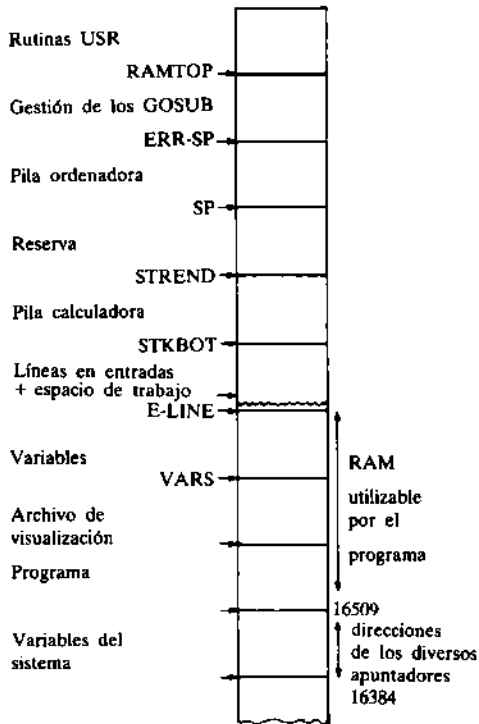 Rutinas USR
RAMTOP
Gestión de los GOSUB
ERR-SP
Pila ordenadora
SP
Reserva
STREND
Pila calculadora
STKBOT
Líneas en entradas
+ espacio de trabajo
E-LINE
Variables
RAM
utilizable
por el
programa
VARS
Archivo de
visualización
Programa
16509
Variables del
sistema
direcciones
de los diversos
apuntadores
16384